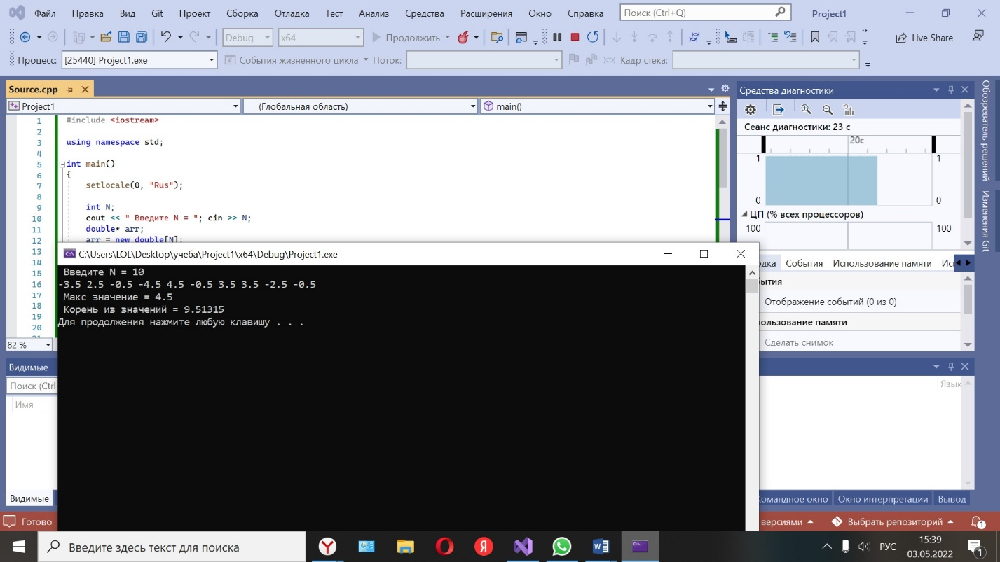 Файл Правка Вид Git Проект Сборка Отладка Тест Анализ Средства Расширения Окно Справка Поиск (Ctrl+Q) Project1
Debug x64 Продолжить Live Share
Процесс: [25440] Project1.exe События жизненного цикла Поток: Кадр стека:
Source.cpp
Project1 (Глобальная область) main()
1 #include <iostream>
2
3 using namespace std;
4
5 int main()
6 {
7 setlocale(0, "Rus");
8
9 int N;
10 cout << " Введите N = "; cin >> N;
11 double* arr;
12 arr = new double[N];
13
14
15
16
17
18
19
20
21
82 %
C:\Users\LOL\Desktop\учеба\Project1\x64\Debug\Project1.exe
Введите N = 10
-3.5 2.5 -0.5 -4.5 4.5 -0.5 3.5 3.5 -2.5 -0.5
Макс значение = 4.5
Корень из значений = 9.51315
Для продолжения нажмите любую клавишу . . .
Средства диагностики
Сеанс диагностики: 23 с
20с
1 1
0 0
ЦП (% всех процессоров)
100 100
одка События Использование памяти Ис
ытия
Отображение событий (0 из 0)
пользование памяти
Сделать снимок
Обозреватель решений
Изменения Git
Видимые
Поиск (Ctrl
Имя
Язык
Видимые
Командное окно Окно интерпретации Вывод
Готово
версиями Выбрать репозиторий 1
Введите здесь текст для поиска
РУС
15:39
03.05.2022
1